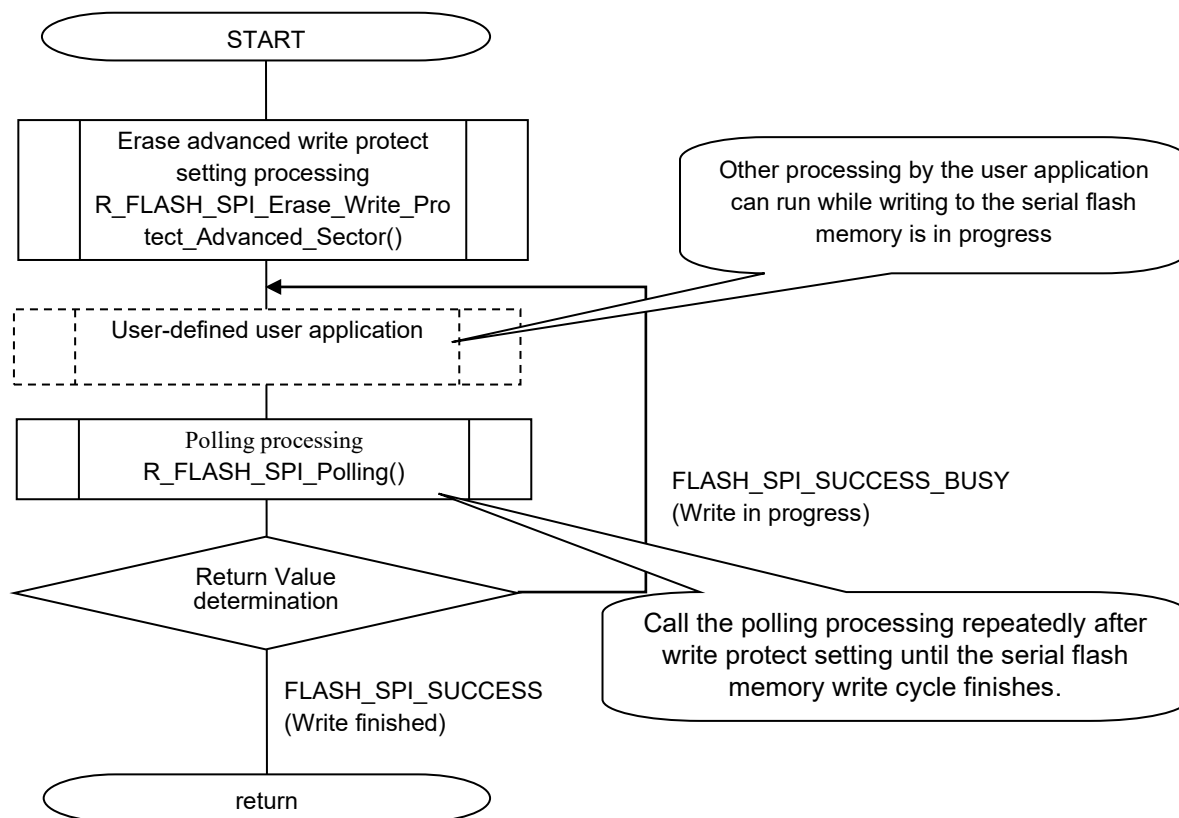 START
Erase advanced write protect
setting processing
R_FLASH_SPI_Erase_Write_Pro
tect_Advanced_Sector()
Other processing by the user application
can run while writing to the serial flash
memory is in progress
User-defined user application
Polling processing
R_FLASH_SPI_Polling()
FLASH_SPI_SUCCESS_BUSY
(Write in progress)
Return Value
determination
Call the polling processing repeatedly after
write protect setting until the serial flash
memory write cycle finishes.
FLASH_SPI_SUCCESS
(Write finished)
return